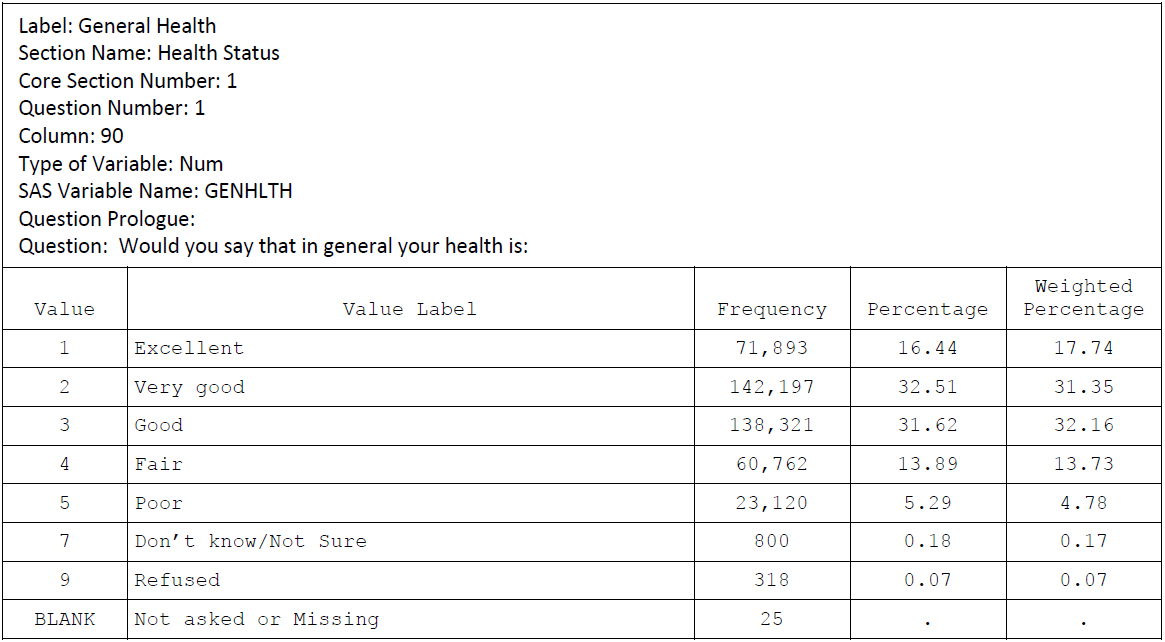 Label: General Health
Section Name: Health Status
Core Section Number: 1
Question Number: 1
Column: 90
Type of Variable: Num
SAS Variable Name: GENHLTH
Question Prologue:
Question:  Would you say that in general your health is:
Value Value Label Frequency Percentage Weighted Percentage
1 Excellent 71,893 16.44 17.74
2 Very good 142,197 32.51 31.35
3 Good 138,321 31.62 32.16
4 Fair 60,762 13.89 13.73
5 Poor 23,120 5.29 4.78
7 Don’t know/Not Sure 800 0.18 0.17
9 Refused 318 0.07 0.07
BLANK Not asked or Missing 25 . .